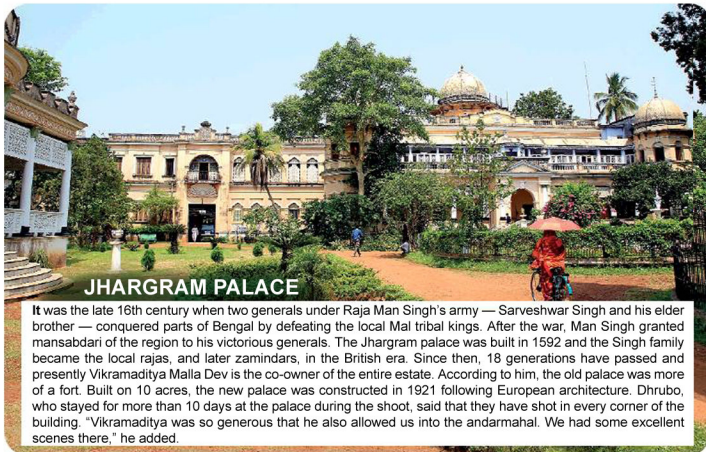 JHARGRAM PALACE
It was the late 16th century when two generals under Raja Man Singh's army — Sarveshwar Singh and his elder
brother — conquered parts of Bengal by defeating the local Mal tribal kings. After the war, Man Singh granted
mansabdari of the region to his victorious generals. The Jhargram palace was built in 1592 and the Singh family
became the local rajas, and later zamindars, in the British era. Since then, 18 generations have passed and
presently Vikramaditya Malla Dev is the co-owner of the entire estate. According to him, the old palace was more
of a fort. Built on 10 acres, the new palace was constructed in 1921 following European architecture. Dhrubo,
who stayed for more than 10 days at the palace during the shoot, said that they have shot in every corner of the
building. “Vikramaditya was so generous that he also allowed us into the andarmahal. We had some excellent
scenes there,” he added.